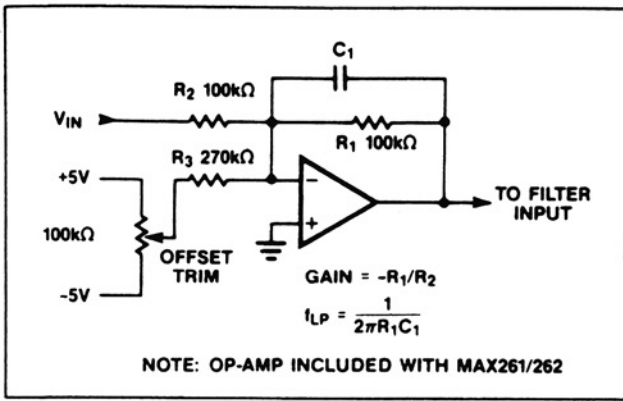 C1
R2 100kΩ
VIN
R1 100kΩ
R3 270kΩ
+5V
−
+
TO FILTER
INPUT
100kΩ
OFFSET
TRIM
−5V
GAIN = -R1/R2
fLP = 1 / 2πR1C1
NOTE: OP-AMP INCLUDED WITH MAX261/262